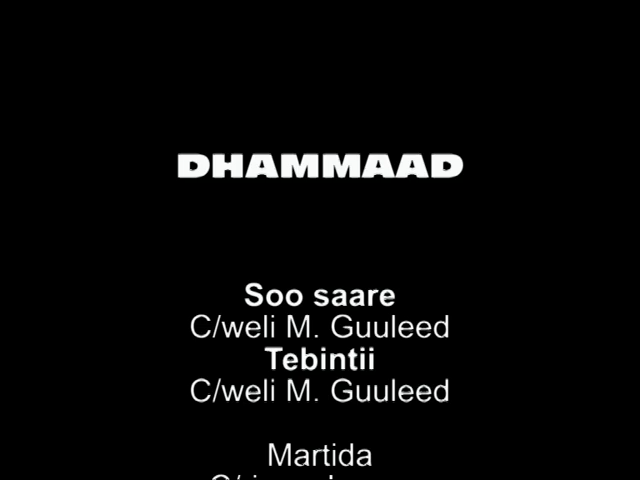 DHAMMAAD
Soo saare
C/weli M. Guuleed
Tebintii
C/weli M. Guuleed
Martida